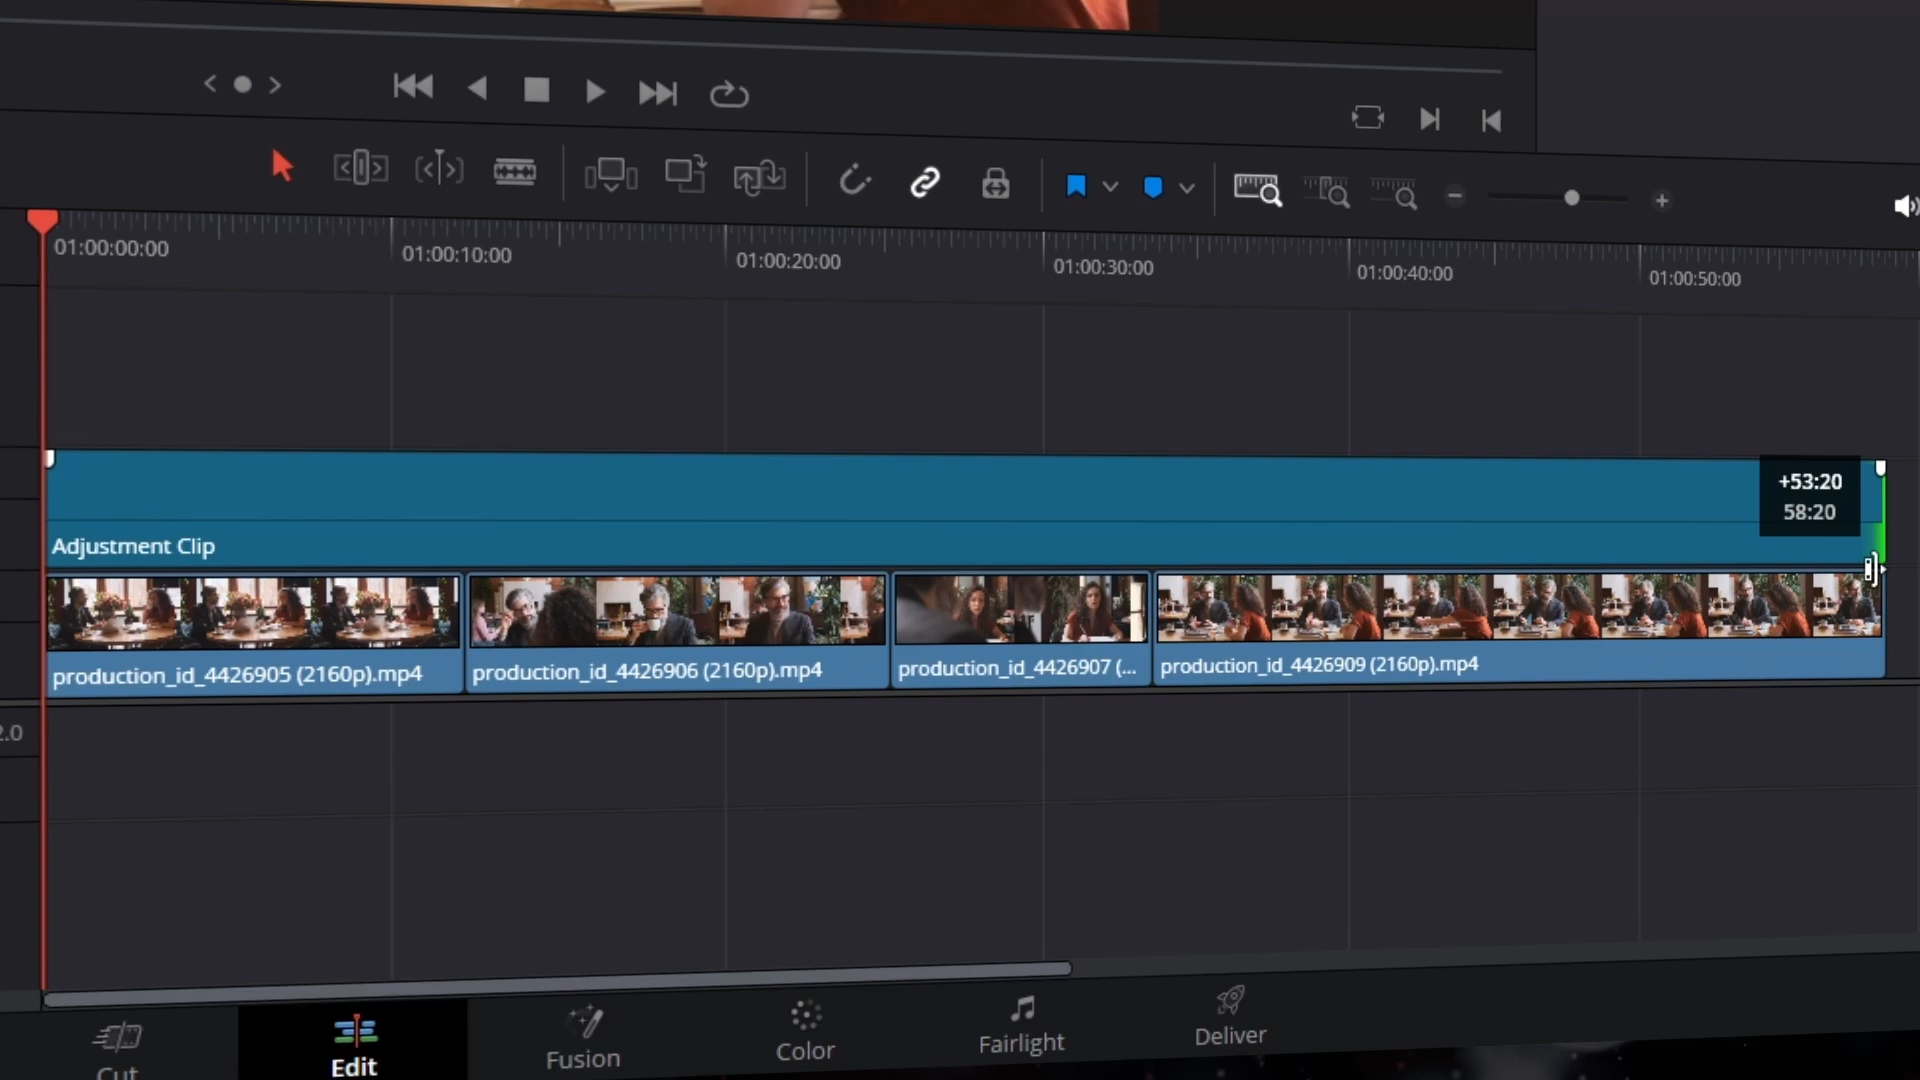 01:00:00:00
01:00:10:00
01:00:20:00
01:00:30:00
01:00:40:00
01:00:50:00
+53:20
58:20
Adjustment Clip
production_id_4426905 (2160p).mp4
production_id_4426906 (2160p).mp4
production_id_4426907 (...
production_id_4426909 (2160p).mp4
2.0
Cut
Edit
Fusion
Color
Fairlight
Deliver